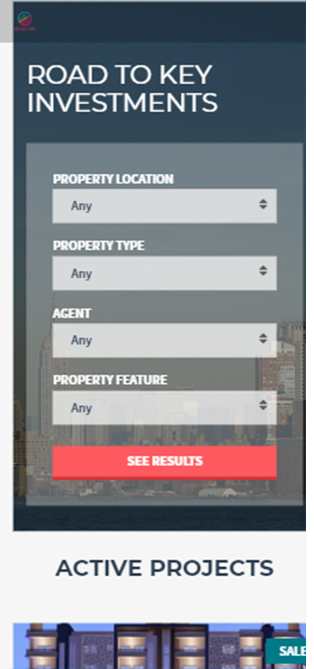 ROAD TO KEY
INVESTMENTS
PROPERTY LOCATION
Any
PROPERTY TYPE
Any
AGENT
Any
PROPERTY FEATURE
Any
SEE RESULTS
ACTIVE PROJECTS
SALE